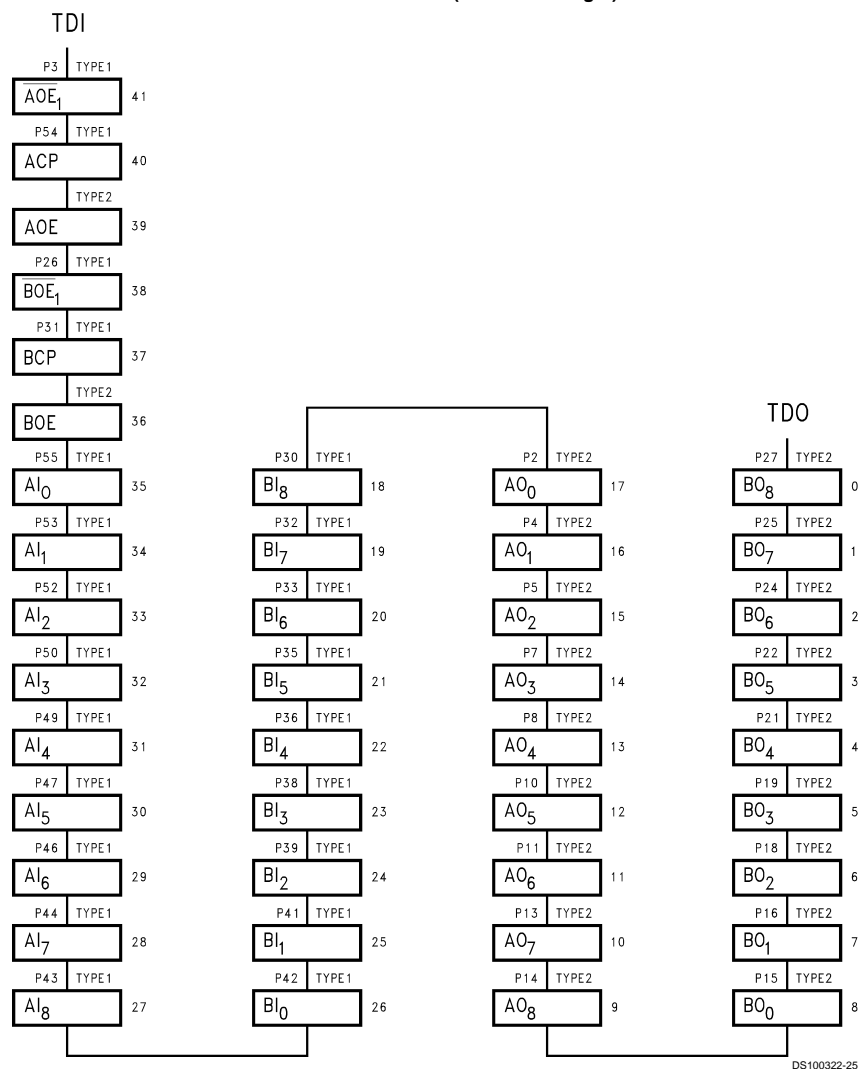 TDI
P3 TYPE1
A̅O̅E̅₁ 41
P54 TYPE1
ACP 40
TYPE2
AOE 39
P26 TYPE1
B̅O̅E̅₁ 38
P31 TYPE1
BCP 37
TYPE2
BOE 36
P55 TYPE1
AI₀ 35
P53 TYPE1
AI₁ 34
P52 TYPE1
AI₂ 33
P50 TYPE1
AI₃ 32
P49 TYPE1
AI₄ 31
P47 TYPE1
AI₅ 30
P46 TYPE1
AI₆ 29
P44 TYPE1
AI₇ 28
P43 TYPE1
AI₈ 27
P30 TYPE1
BI₈ 18
P32 TYPE1
BI₇ 19
P33 TYPE1
BI₆ 20
P35 TYPE1
BI₅ 21
P36 TYPE1
BI₄ 22
P38 TYPE1
BI₃ 23
P39 TYPE1
BI₂ 24
P41 TYPE1
BI₁ 25
P42 TYPE1
BI₀ 26
P2 TYPE2
AO₀ 17
P4 TYPE2
AO₁ 16
P5 TYPE2
AO₂ 15
P7 TYPE2
AO₃ 14
P8 TYPE2
AO₄ 13
P10 TYPE2
AO₅ 12
P11 TYPE2
AO₆ 11
P13 TYPE2
AO₇ 10
P14 TYPE2
AO₈ 9
TDO
P27 TYPE2
BO₈ 0
P25 TYPE2
BO₇ 1
P24 TYPE2
BO₆ 2
P22 TYPE2
BO₅ 3
P21 TYPE2
BO₄ 4
P19 TYPE2
BO₃ 5
P18 TYPE2
BO₂ 6
P16 TYPE2
BO₁ 7
P15 TYPE2
BO₀ 8
DS100322-25